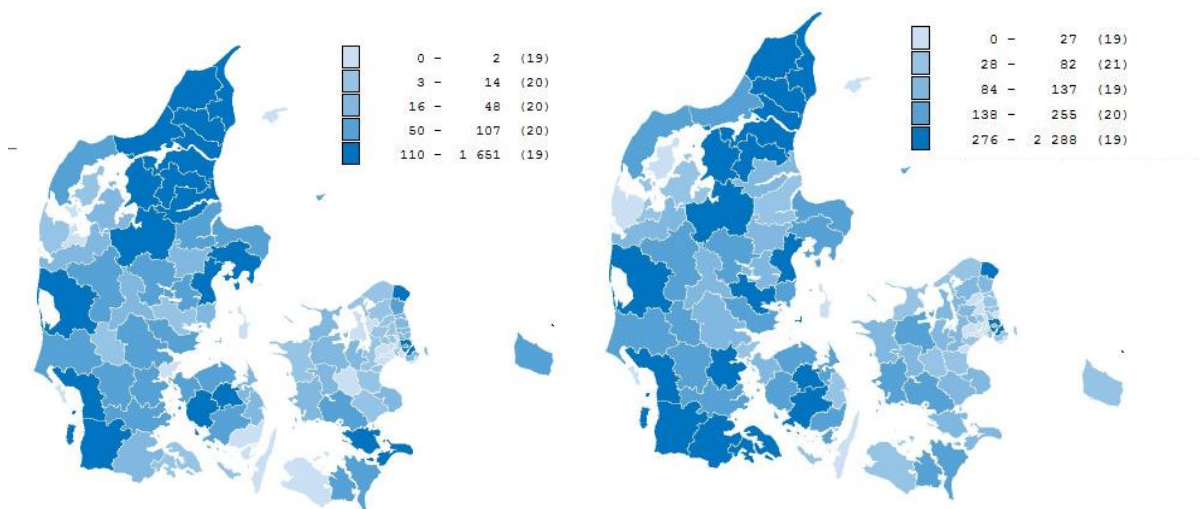 0 – 2 (19)
3 – 14 (20)
16 – 48 (20)
50 – 107 (20)
110 – 1 651 (19)
0 – 27 (19)
28 – 82 (21)
84 – 137 (19)
138 – 255 (20)
276 – 2 288 (19)